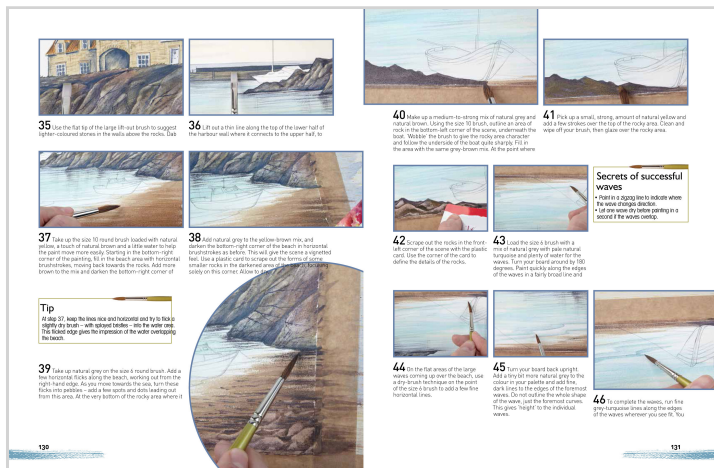 35 Use the flat tip of the large lift-out brush to suggest
lighter-coloured stones in the walls above the rocks. Dab
36 Lift out a thin line along the top of the lower half of
the harbour wall where it connects to the upper half, to
37 Take up the size 10 round brush loaded with natural
yellow, a touch of natural brown and a little water to help
the paint move more easily. Starting in the bottom-right
corner of the painting, fill in the beach area with horizontal
brushstrokes, moving back towards the rocks. Add more
brown to the mix and darken the bottom-right corner of
38 Add natural grey to the yellow-brown mix, and
darken the bottom-right corner of the beach in horizontal
brushstrokes as before. This will give the scene a vignetted
feel. Use a plastic card to scrape out the forms of some
smaller rocks in the darkened area of the
solely on this corner. Allow to
Tip
At step 37, keep the lines nice and horizontal and try to flick a
slightly dry brush – with splayed bristles – into the water area.
This flicked edge gives the impression of the water overlapping
the beach.
39 Take up natural grey on the size 6 round brush. Add a
few horizontal flicks along the beach, working out from the
right-hand edge. As you move towards the sea, turn these
flicks into pebbles – add a few spots and dots leading out
from this area. At the very bottom of the rocky area where it
130
40 Make up a medium-to-strong mix of natural grey and
natural brown. Using the size 10 brush, outline an area of
rock in the bottom-left corner of the scene, underneath the
boat. 'Wobble' the brush to give the rocky area character
and follow the underside of the boat quite sharply. Fill in
the area with the same grey-brown mix. At the point where
41 Pick up a small, strong, amount of natural yellow and
add a few strokes over the top of the rocky area. Clean and
wipe off your brush, then glaze over the rocky area.
42 Scrape out the rocks in the front-
left corner of the scene with the plastic
card. Use the corner of the card to
define the details of the rocks.
43 Load the size 6 brush with a
mix of natural grey with pale natural
turquoise and plenty of water for the
waves. Turn your board around by 180
degrees. Paint quickly along the edges
of the waves in a fairly broad line and
Secrets of successful
waves
• Paint in a zigzag line to indicate where
the wave changes direction.
• Let one wave dry before painting in a
second if the waves overlap.
44 On the flat areas of the large
waves coming up over the beach, use
a dry-brush technique on the point
of the size 6 brush to add a few fine
horizontal lines.
45 Turn your board back upright.
Add a tiny bit more natural grey to the
colour in your palette and add fine,
dark lines to the edges of the foremost
waves. Do not outline the whole shape
of the wave, just the foremost curves.
This gives 'height' to the individual
waves.
46 To complete the waves, run fine
grey-turquoise lines along the edges
of the waves wherever you see fit. You
131